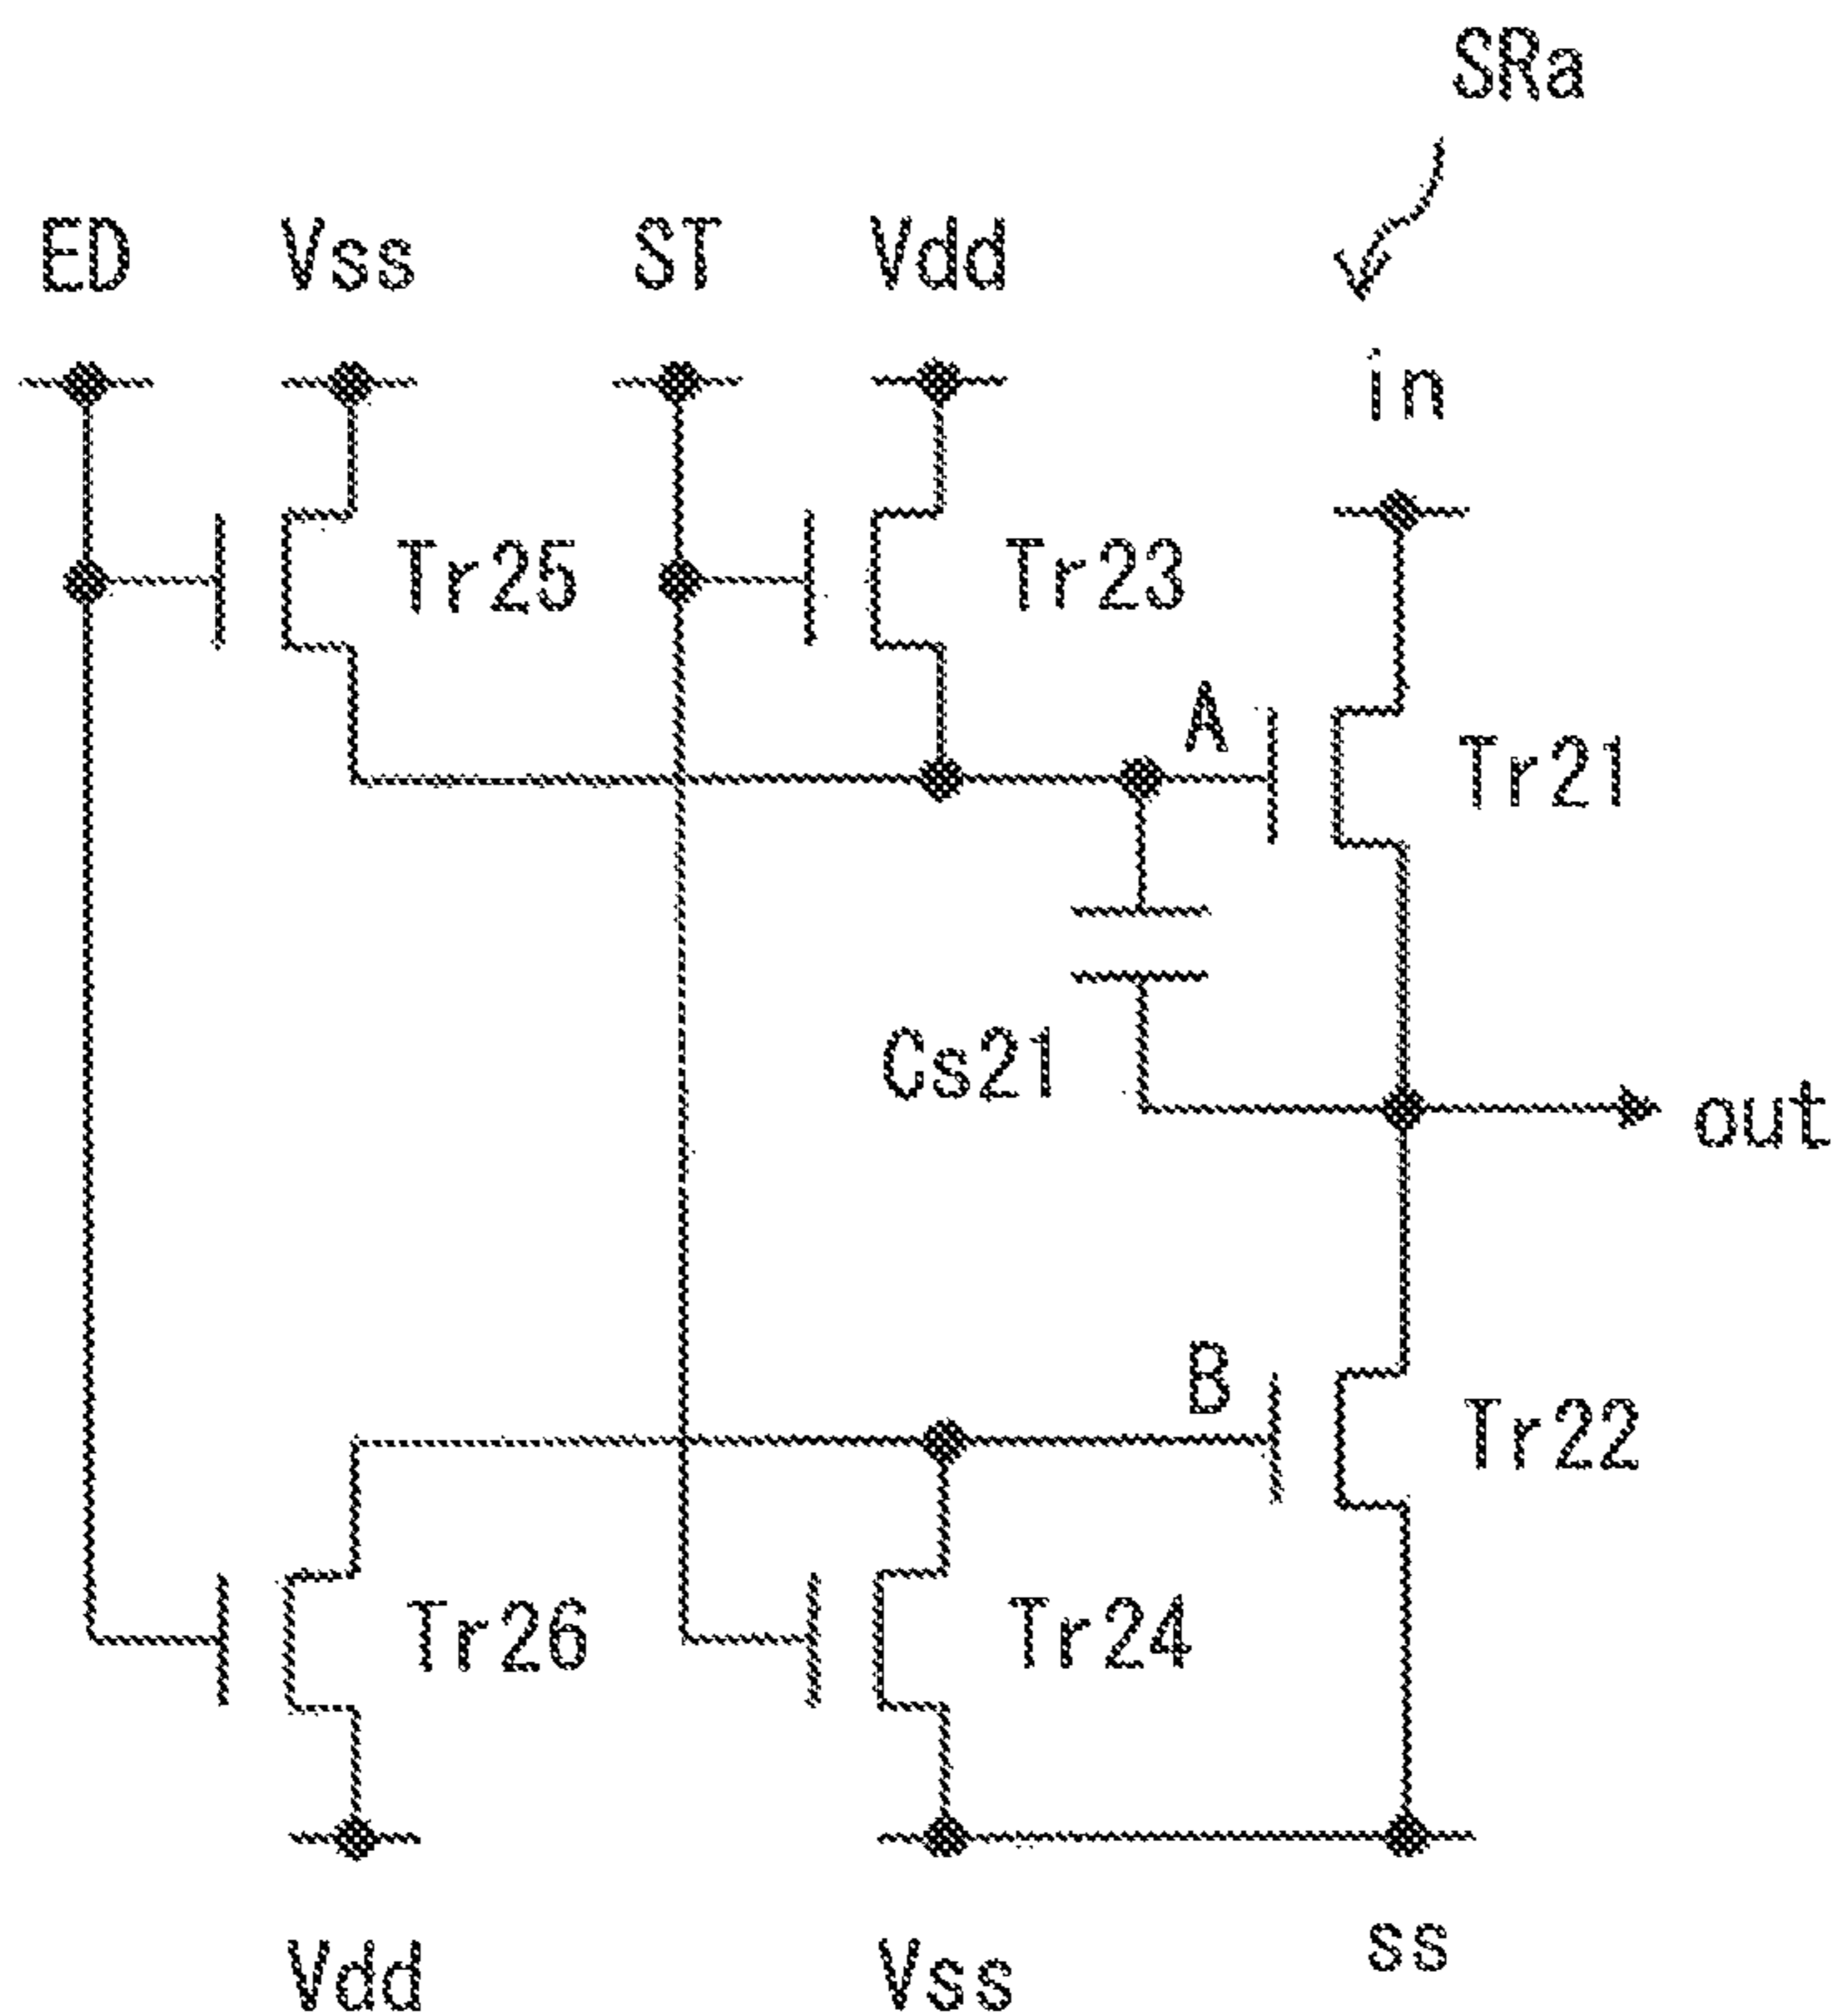 SRa
ED Vss ST Vdd
in
Tr25 Tr23
A
Tr21
Cs21
out
B
Tr22
Tr26 Tr24
Vdd Vss ss